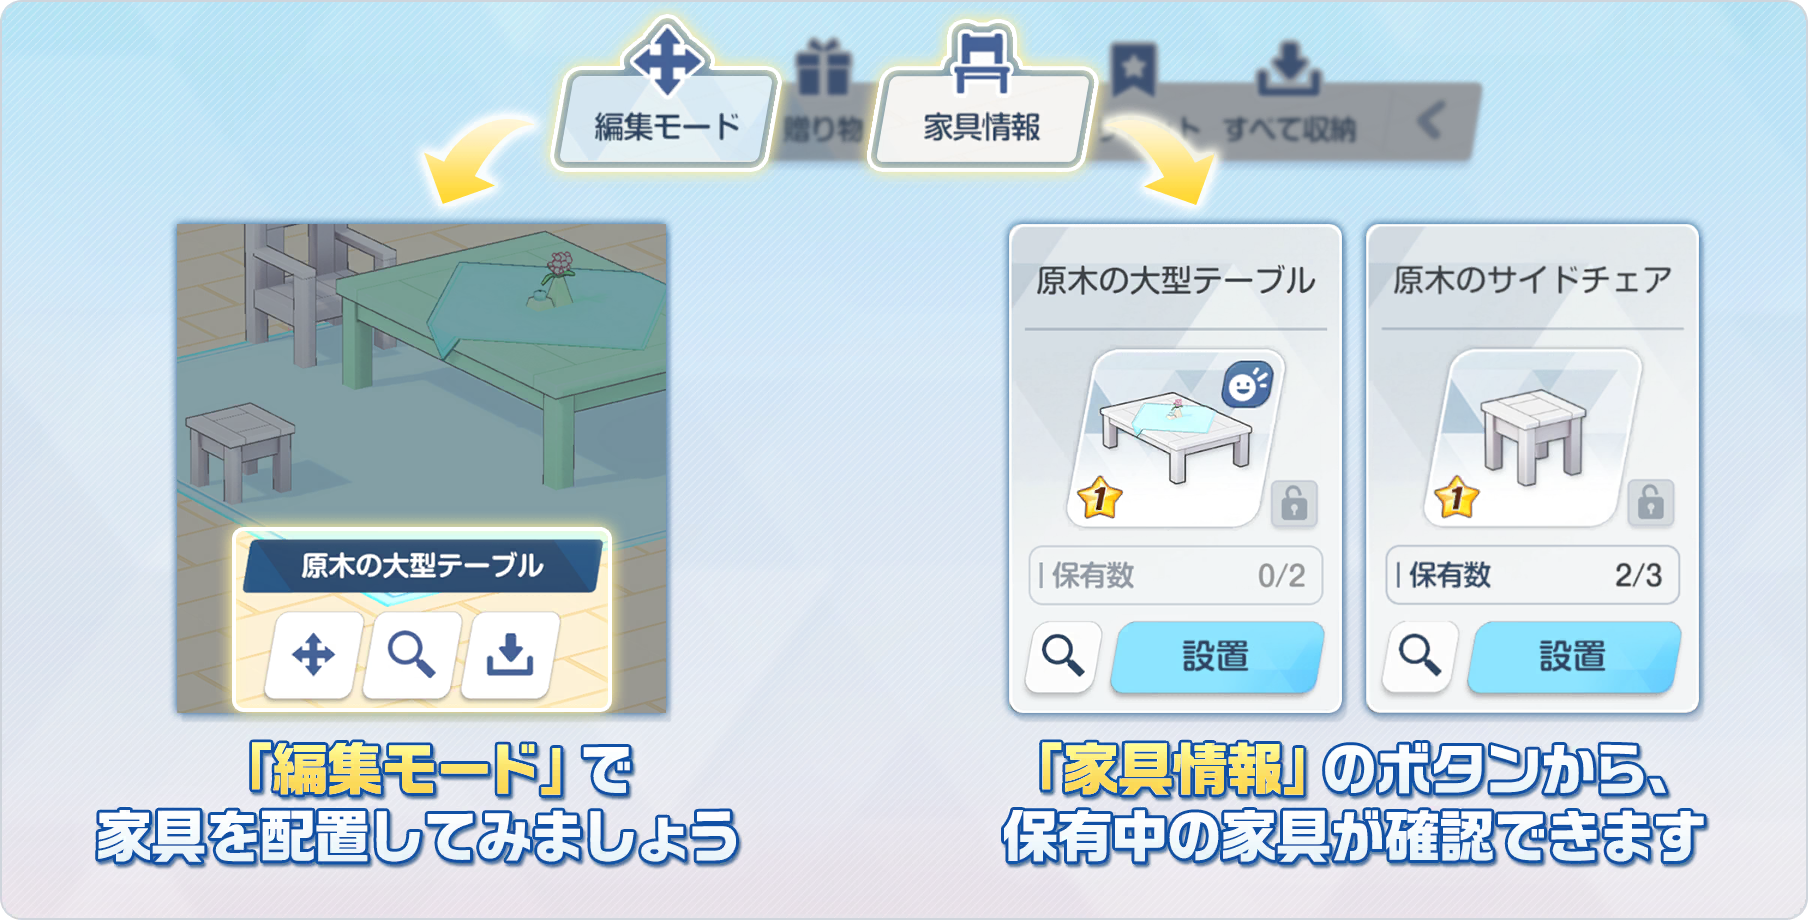 編集モード
贈り物
家具情報
ト
すべて収納
原木の大型テーブル
原木の大型テーブル
1
保有数 0/2
設置
原木のサイドチェア
1
保有数 2/3
設置
「編集モード」で
家具を配置してみましょう
「家具情報」のボタンから、
保有中の家具が確認できます